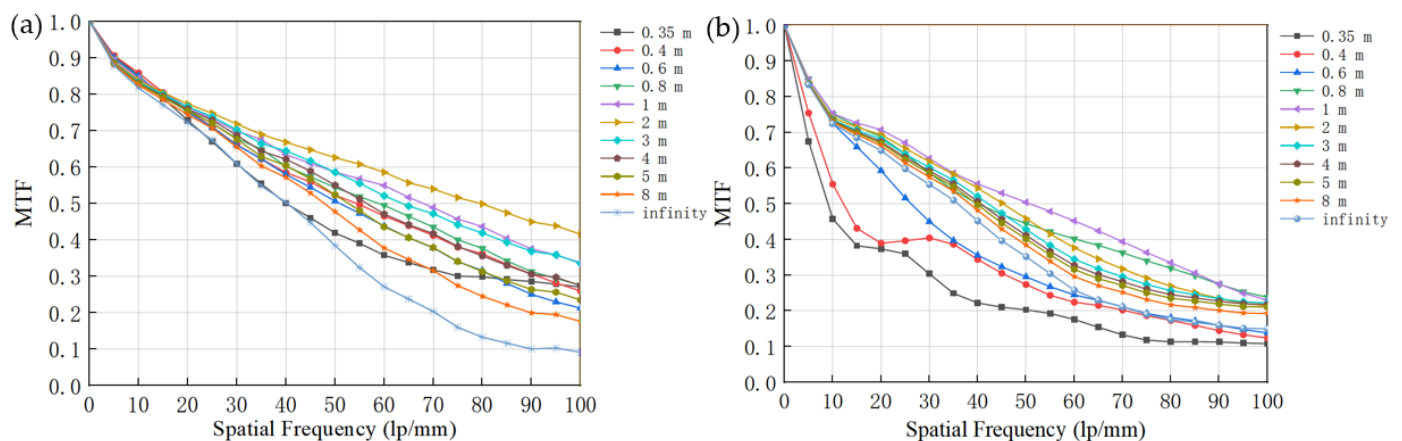 (a)
1.0
0.9
0.8
0.7
0.6
0.5
0.4
0.3
0.2
0.1
0.0
MTF
0 10 20 30 40 50 60 70 80 90 100
Spatial Frequency (lp/mm)
0.35 m
0.4 m
0.6 m
0.8 m
1 m
2 m
3 m
4 m
5 m
8 m
infinity
(b)
1.0
0.9
0.8
0.7
0.6
0.5
0.4
0.3
0.2
0.1
0.0
MTF
0 10 20 30 40 50 60 70 80 90 100
Spatial Frequency (lp/mm)
0.35 m
0.4 m
0.6 m
0.8 m
1 m
2 m
3 m
4 m
5 m
8 m
infinity